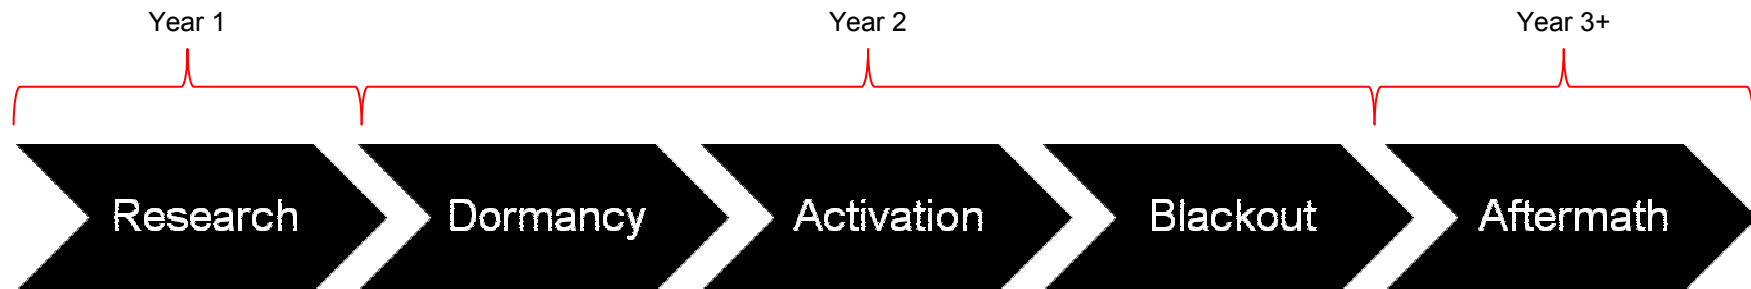 Year 1
Year 2
Year 3+
Research
Dormancy
Activation
Blackout
Aftermath